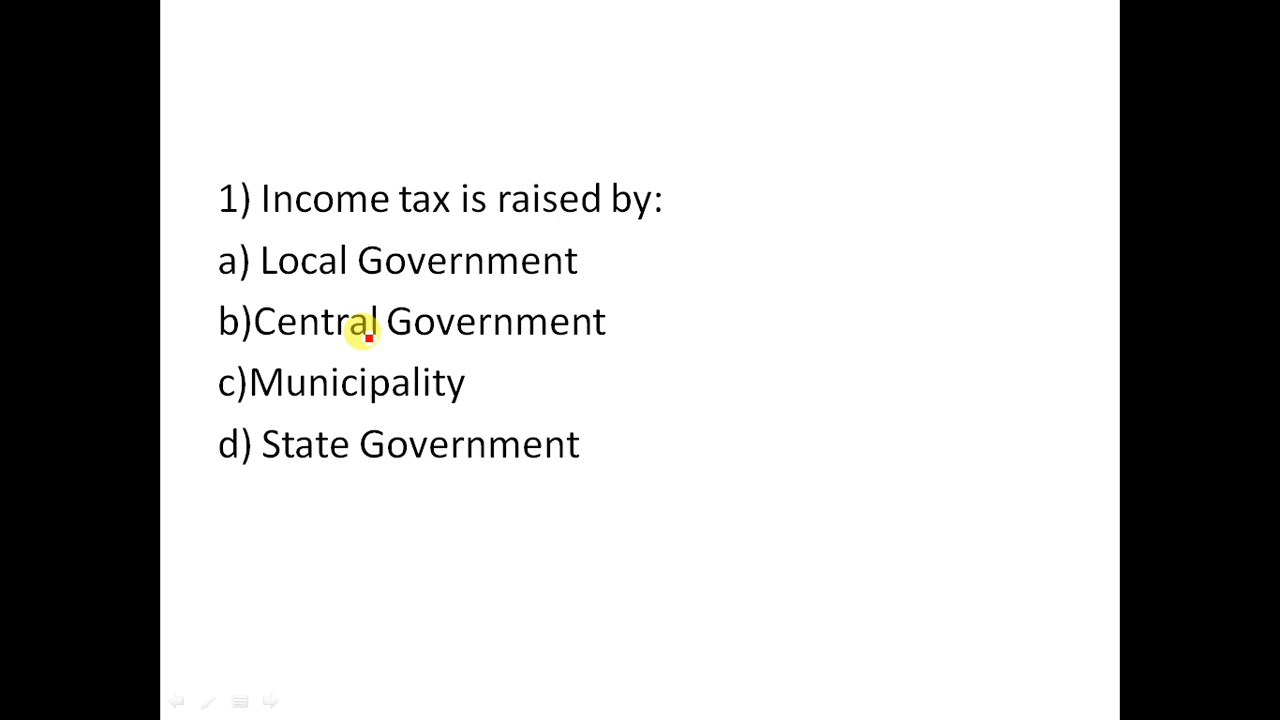 1) Income tax is raised by:
a) Local Government
b)Central Government
c)Municipality
d) State Government